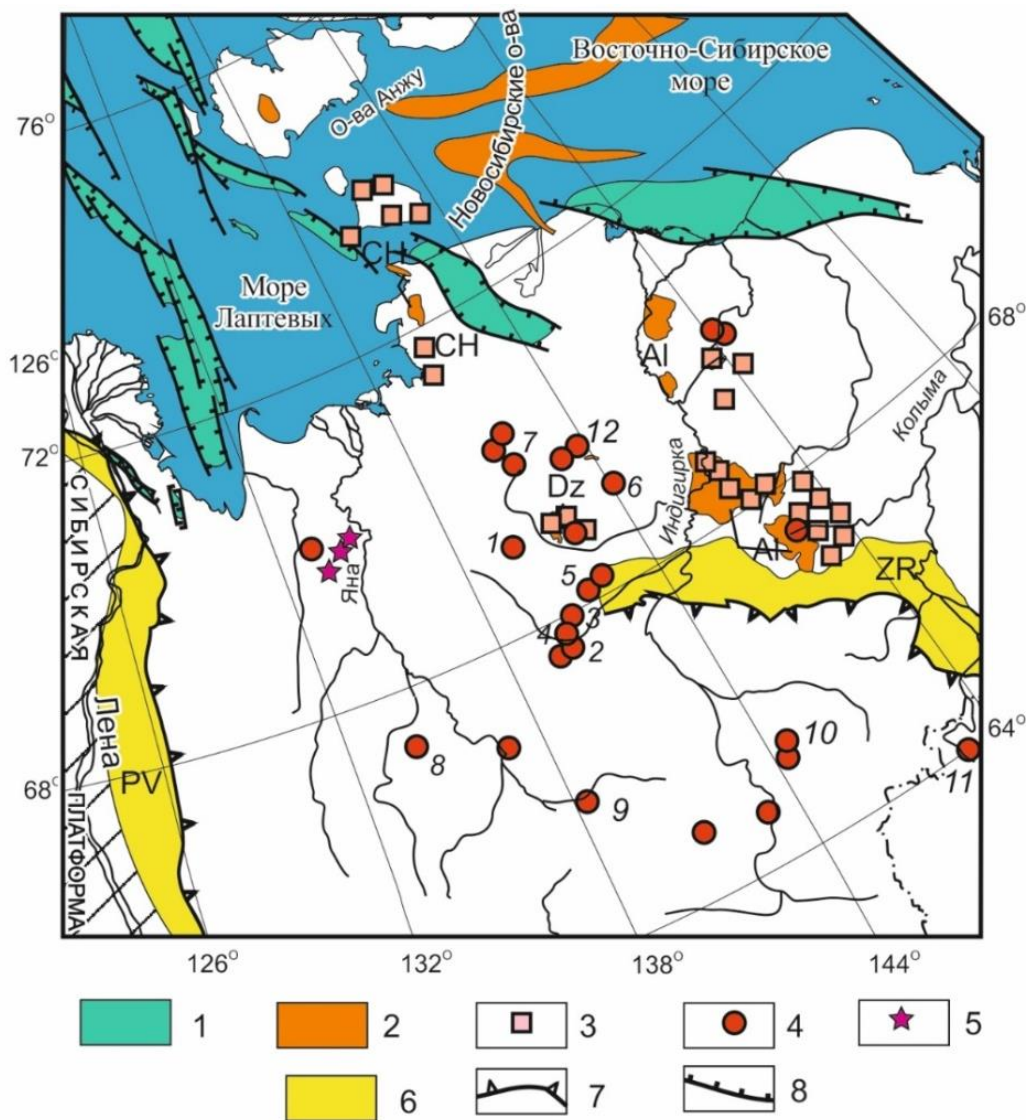 Восточно-Сибирское
море
Новосибирские о-ва
О-ва Анжу
76°
CH
Море
Лаптевых
68°
CH
Al
126°
Колыма
72°
12
7
Dz
6
Индигирка
СИБИРСКАЯ
1
Al
Яна
5
ZR
3
4
2
Лена
64°
10
PV
8
11
68°
ПЛАТФОРМА
9
126°
132°
138°
144°
1
2
3
4
5
6
7
8